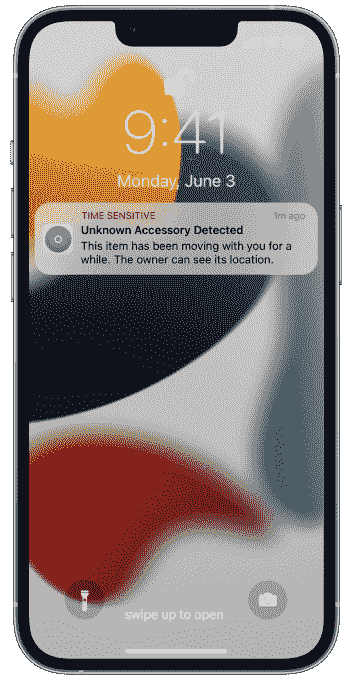 9:41
Monday, June 3
TIME SENSITIVE
1m ago
Unknown Accessory Detected
This item has been moving with you for a
while. The owner can see its location.
swipe up to open